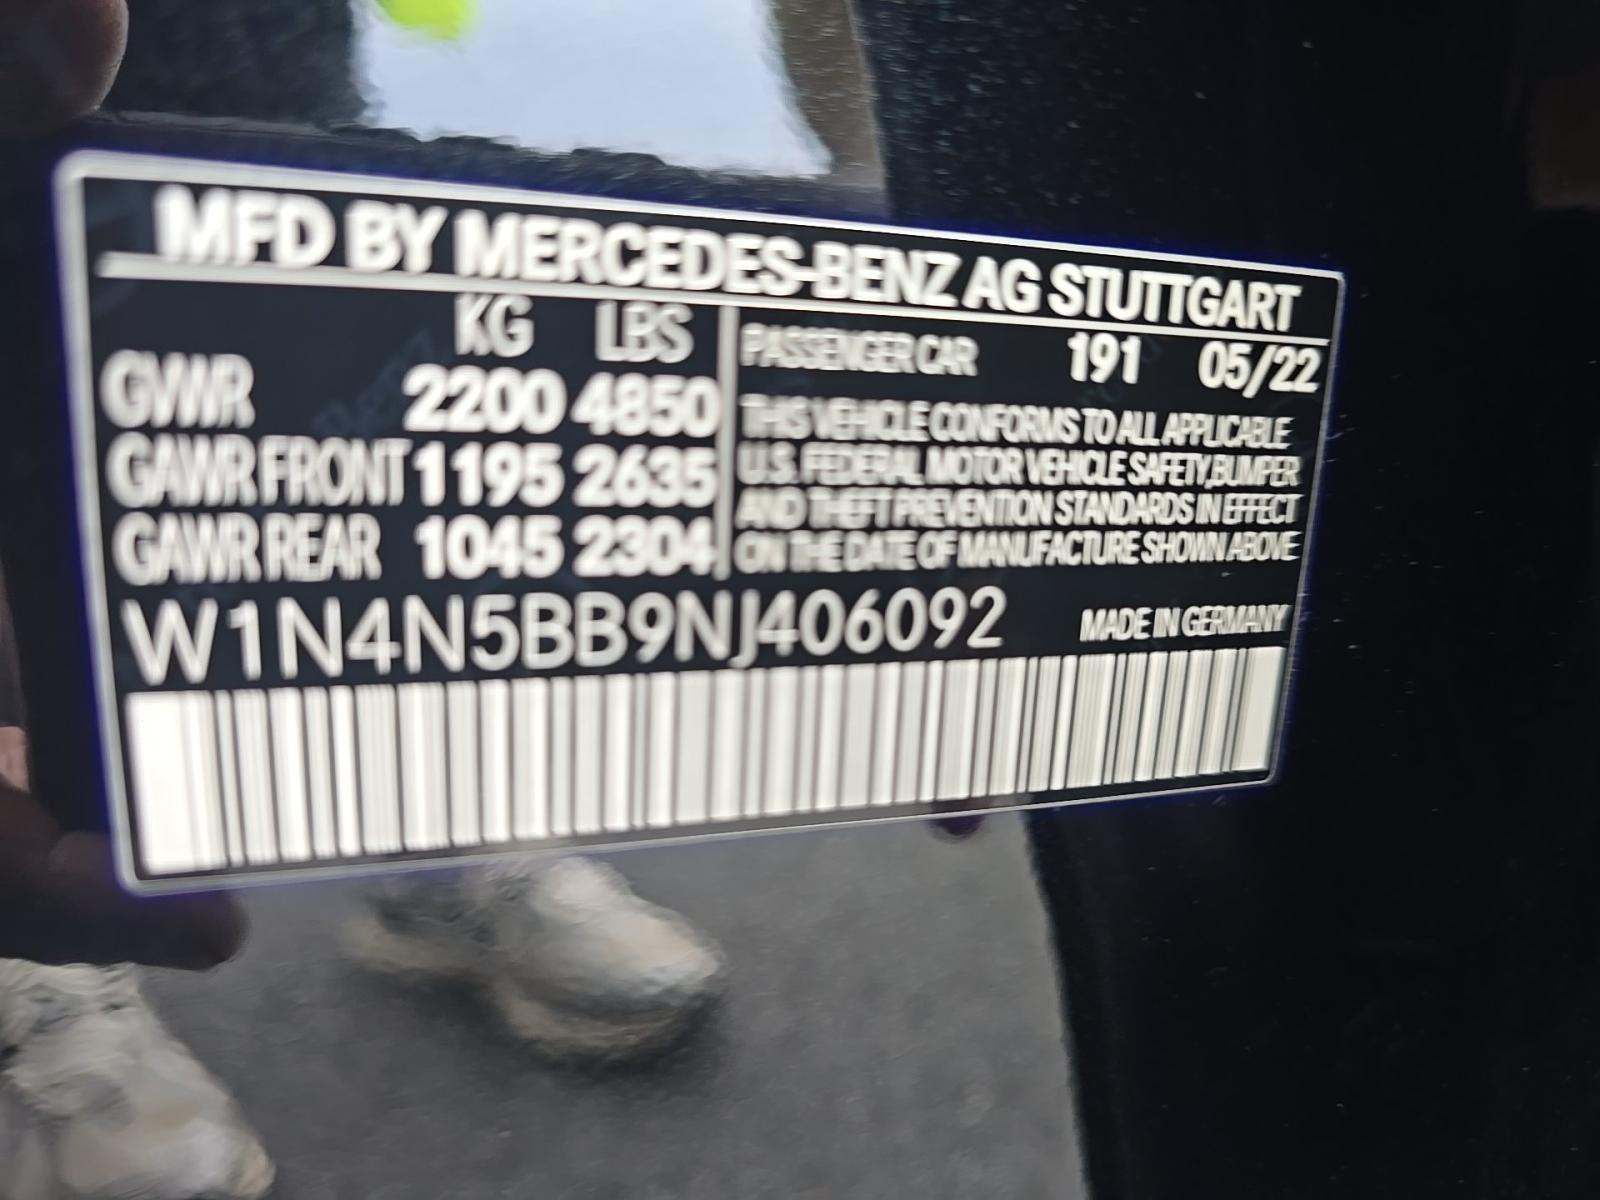 MFD BY MERCEDES-BENZ AG STUTTGART
KG LBS
GVWR 2200 4850
GAWR FRONT 1195 2635
GAWR REAR 1045 2304
PASSENGER CAR 191 05/22
THIS VEHICLE CONFORMS TO ALL APPLICABLE
U.S. FEDERAL MOTOR VEHICLE SAFETY,BUMPER
AND THEFT PREVENTION STANDARDS IN EFFECT
ON THE DATE OF MANUFACTURE SHOWN ABOVE
W1N4N5BB9NJ406092 MADE IN GERMANY